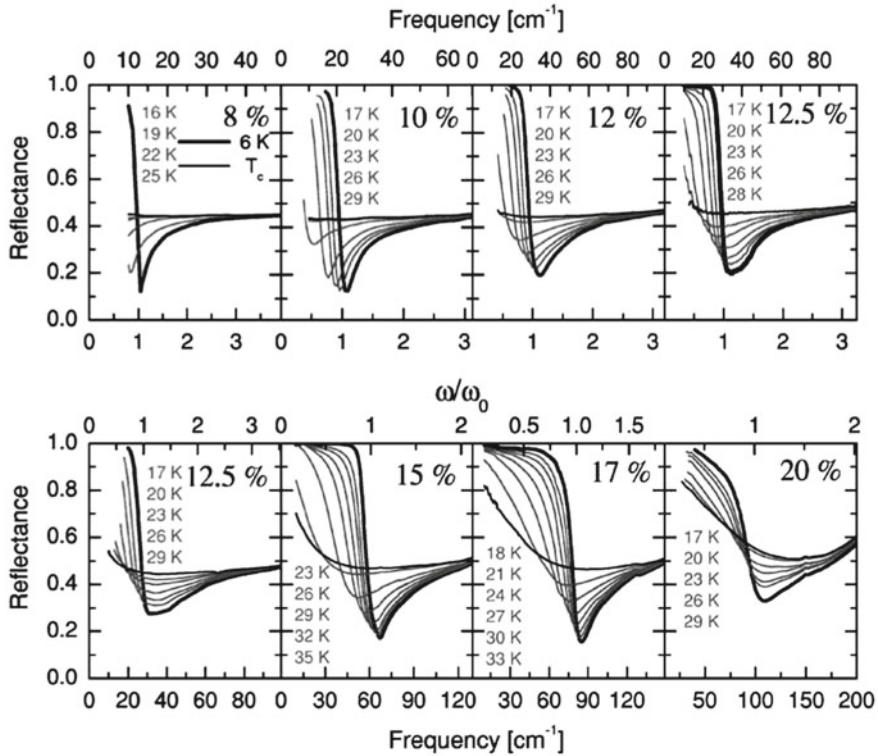 Frequency [cm⁻¹]
0 10 20 30 40 0 20 40 60 0 20 40 60 80 0 20 40 60 80
Reflectance
1.0
0.8
0.6
0.4
0.2
0.0
8 %
16 K
19 K
22 K
25 K
6 K
T_c
10 %
17 K
20 K
23 K
26 K
29 K
12 %
17 K
20 K
23 K
26 K
29 K
12.5 %
17 K
20 K
23 K
26 K
28 K
0 1 2 3 0 1 2 3 0 1 2 3 1 2 3
ω/ω₀
0 1 2 0 1 2 0.5 1.0 1.5 1 2
Reflectance
1.0
0.8
0.6
0.4
0.2
0.0
12.5 %
17 K
20 K
23 K
26 K
29 K
15 %
23 K
26 K
29 K
32 K
35 K
17 %
18 K
21 K
24 K
27 K
30 K
33 K
20 %
17 K
20 K
23 K
26 K
29 K
0 20 40 60 80 0 30 60 90 120 30 60 90 120 50 100 150 200
Frequency [cm⁻¹]